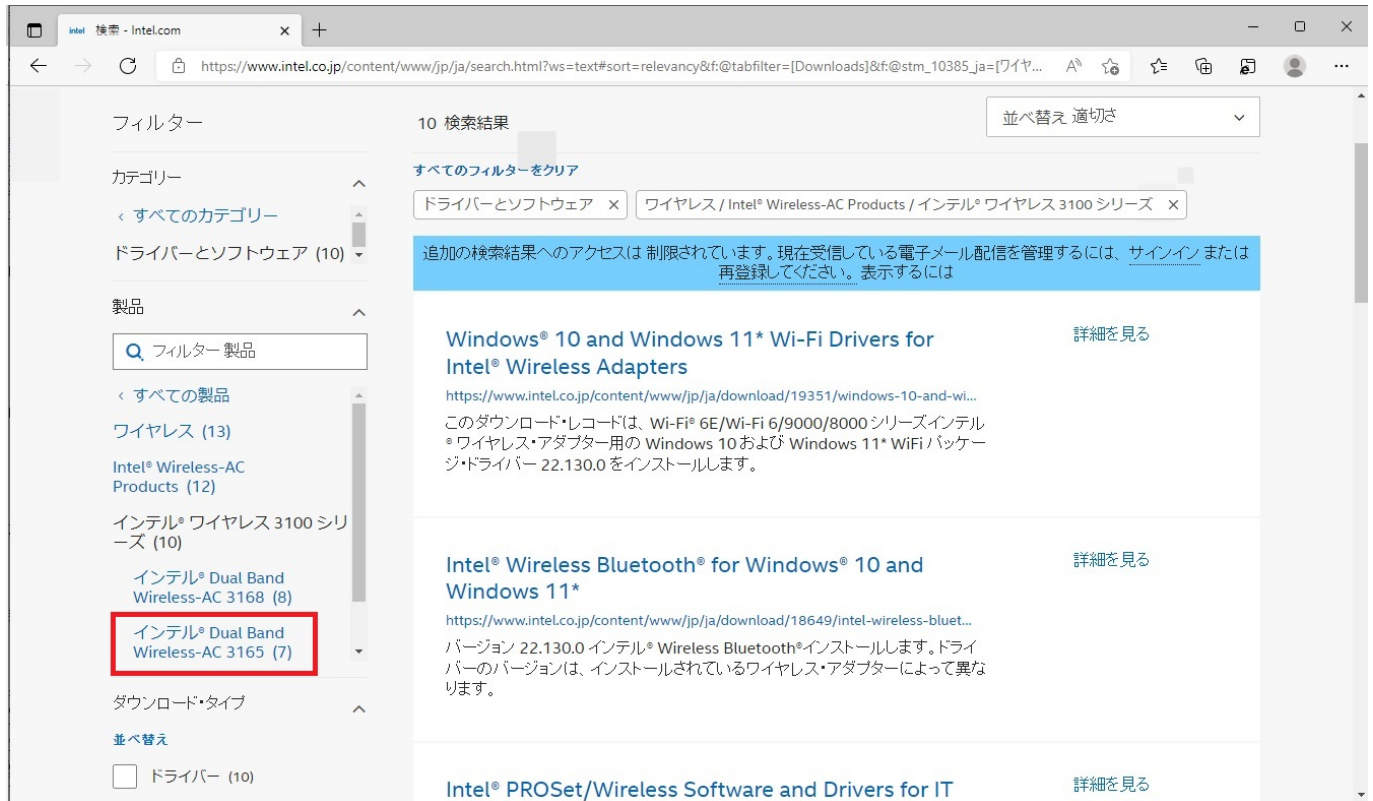 intel 検索 - Intel.com
https://www.intel.co.jp/content/www/jp/ja/search.html?ws=text#sort=relevancy&f:@tabfilter=[Downloads]&f:@stm_10385_ja=[ワイヤ...
フィルター
カテゴリー
‹ すべてのカテゴリー
ドライバーとソフトウェア (10)
製品
フィルター 製品
‹ すべての製品
ワイヤレス (13)
Intel® Wireless-AC
Products (12)
インテル® ワイヤレス 3100 シリ
ーズ (10)
インテル® Dual Band
Wireless-AC 3168 (8)
インテル® Dual Band
Wireless-AC 3165 (7)
ダウンロード・タイプ
並べ替え
ドライバー (10)
10 検索結果
並べ替え 適切さ
すべてのフィルターをクリア
ドライバーとソフトウェア ×
ワイヤレス / Intel® Wireless-AC Products / インテル® ワイヤレス 3100 シリーズ ×
追加の検索結果へのアクセスは 制限されています。現在受信している電子メール配信を管理するには、サインイン または
再登録してください。 表示するには
Windows® 10 and Windows 11* Wi-Fi Drivers for
Intel® Wireless Adapters
詳細を見る
https://www.intel.co.jp/content/www/jp/ja/download/19351/windows-10-and-wi...
このダウンロード・レコードは、Wi-Fi® 6E/Wi-Fi 6/9000/8000 シリーズインテル
® ワイヤレス・アダプター用の Windows 10 および Windows 11* WiFi パッケー
ジ・ドライバー 22.130.0 をインストールします。
Intel® Wireless Bluetooth® for Windows® 10 and
Windows 11*
詳細を見る
https://www.intel.co.jp/content/www/jp/ja/download/18649/intel-wireless-bluet...
バージョン 22.130.0 インテル® Wireless Bluetooth®インストールします。ドライ
バーのバージョンは、インストールされているワイヤレス・アダプターによって異な
ります。
Intel® PROSet/Wireless Software and Drivers for IT
詳細を見る